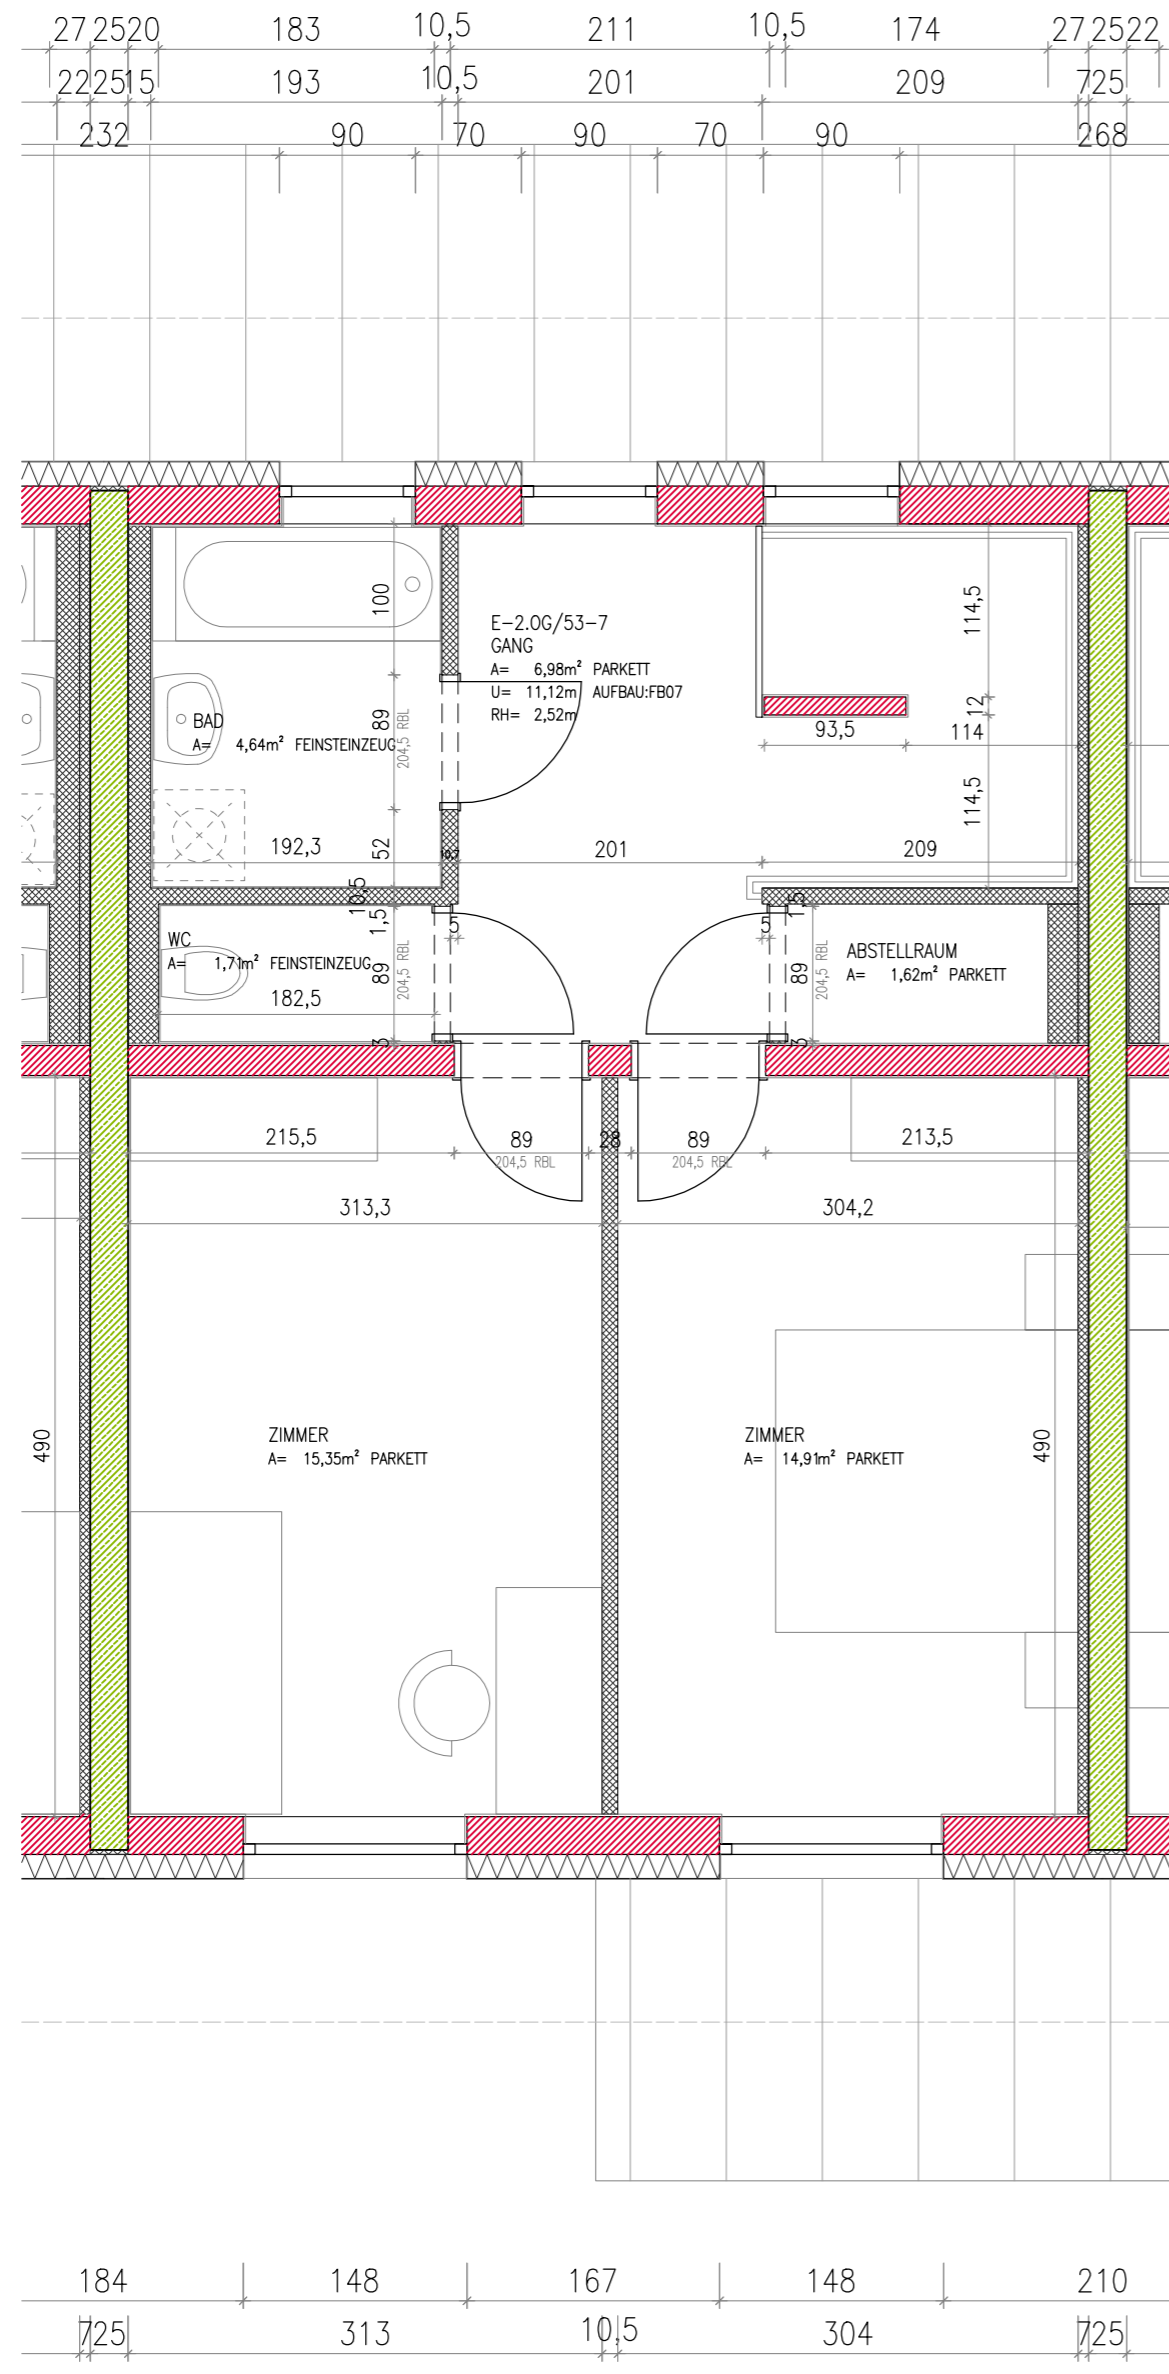 27 25 20 183 10,5 211 10,5 174 27 25 22
22 25 15 193 10,5 201 209 7 25
232 90 70 90 70 90 268
100
114,5
E-2.OG/53-7
GANG
A= 6,98m² PARKETT
U= 11,12m AUFBAU:FB07
RH= 2,52m
12
93,5 114
BAD
A= 4,64m² FEINSTEINZEUG
89
204,5 RBL
114,5
192,3 52 201 209
10,5
1,5 5 5 1,5
WC
A= 1,71m² FEINSTEINZEUG
89
204,5 RBL
182,5
3
89
204,5 RBL
3
ABSTELLRAUM
A= 1,62m² PARKETT
215,5 89 28 89 213,5
204,5 RBL 204,5 RBL
313,3 304,2
490 490
ZIMMER
A= 15,35m² PARKETT
ZIMMER
A= 14,91m² PARKETT
184 148 167 148 210
7 25 313 10,5 304 7 25